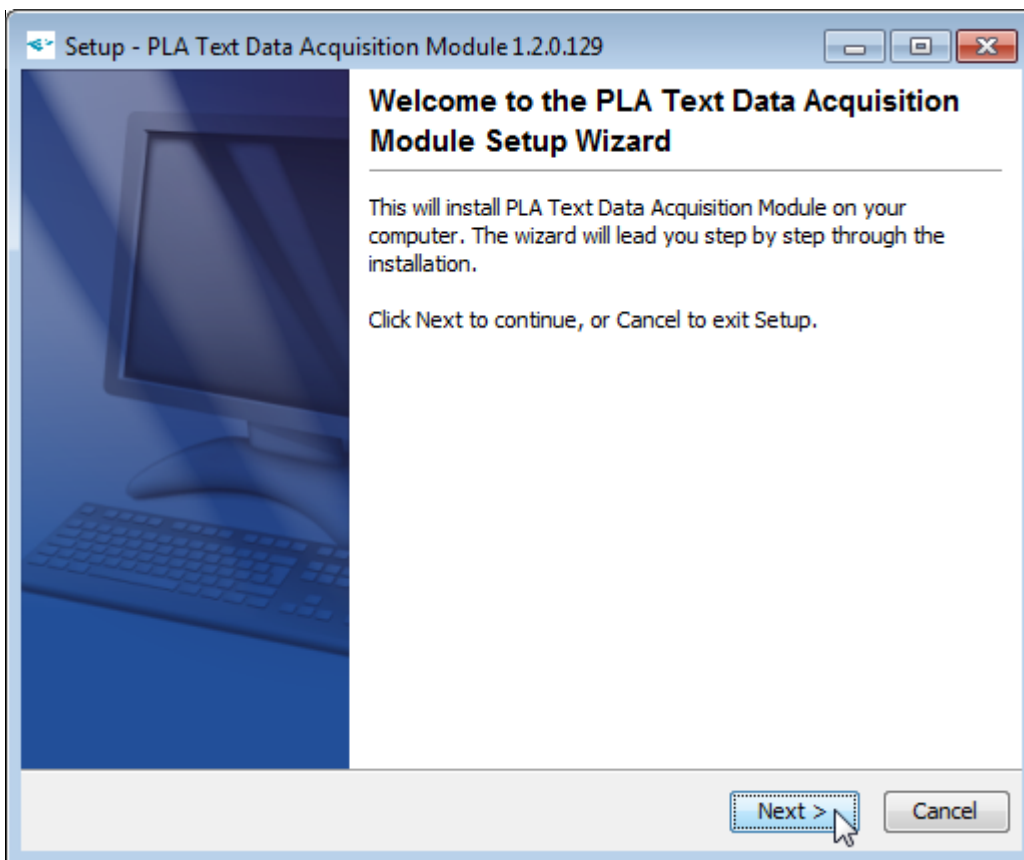 Setup - PLA Text Data Acquisition Module 1.2.0.129
Welcome to the PLA Text Data Acquisition
Module Setup Wizard
This will install PLA Text Data Acquisition Module on your
computer. The wizard will lead you step by step through the
installation.
Click Next to continue, or Cancel to exit Setup.
Next >
Cancel